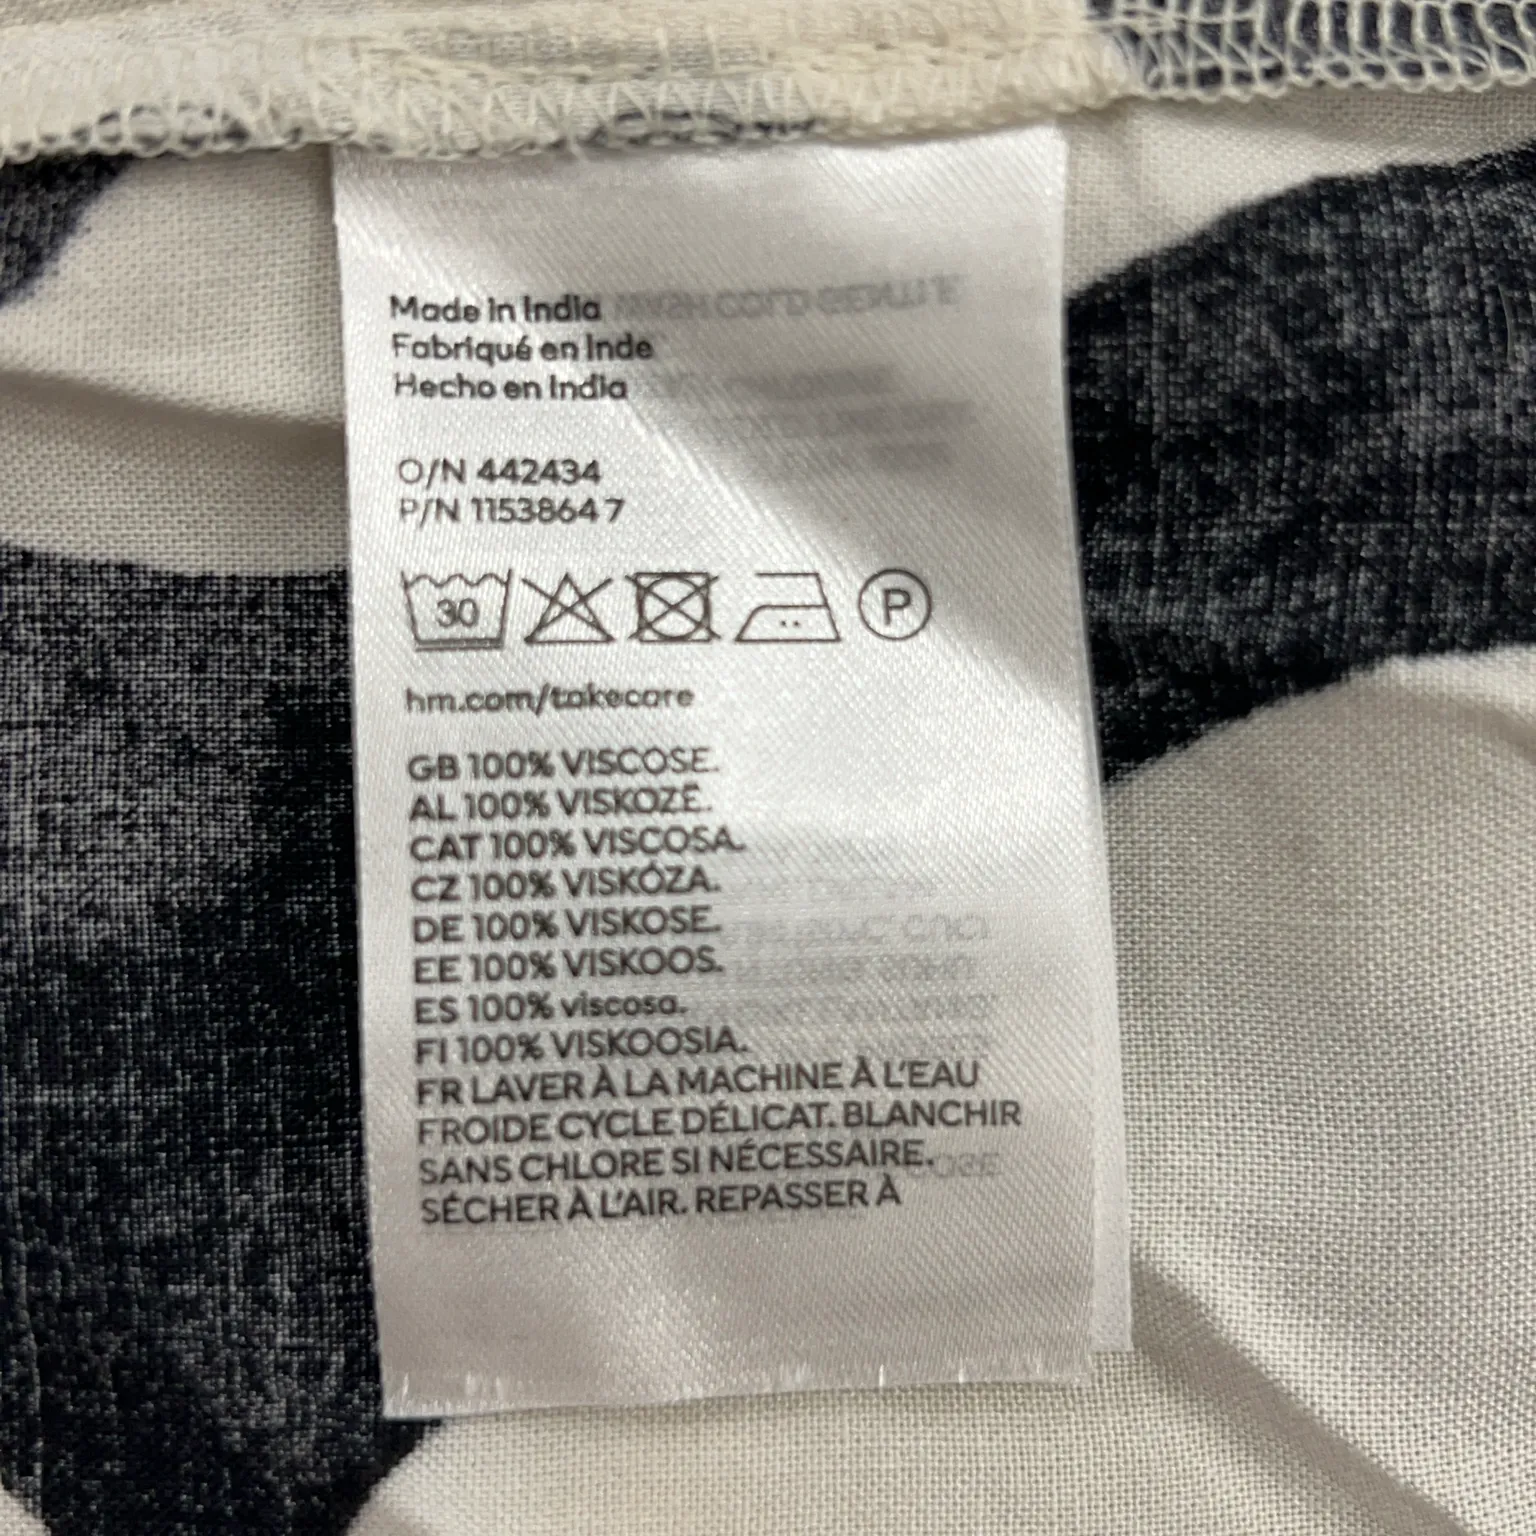 Made in India
Fabriqué en Inde
Hecho en India
O/N 442434
P/N 115386447
30 P
hm.com/takecare
GB 100% VISCOSE.
AL 100% VISKOZË.
CAT 100% VISCOSA.
CZ 100% VISKÓZA.
DE 100% VISKOSE.
EE 100% VISKOOS.
ES 100% viscosa.
FI 100% VISKOOSIA.
FR LAVER À LA MACHINE À L'EAU
FROIDE CYCLE DÉLICAT. BLANCHIR
SANS CHLORE SI NÉCESSAIRE.
SÉCHER À L'AIR. REPASSER À